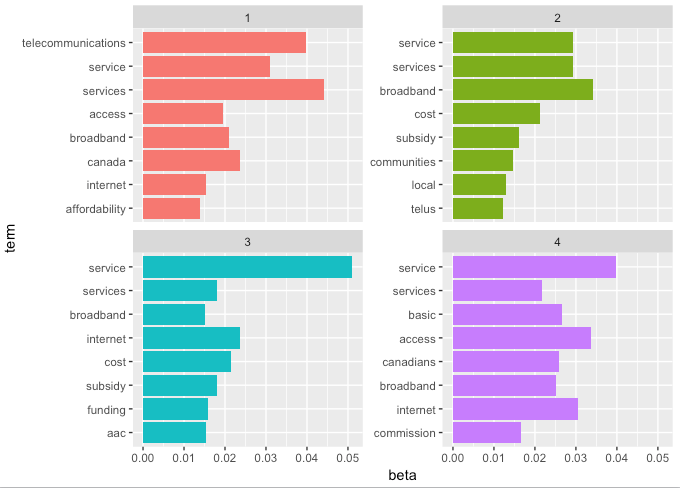 1
telecommunications
service
services
access
broadband
canada
internet
affordability
2
service
services
broadband
cost
subsidy
communities
local
telus
term
3
service
services
broadband
internet
cost
subsidy
funding
aac
0.00 0.01 0.02 0.03 0.04 0.05
4
service
services
basic
access
canadians
broadband
internet
commission
0.00 0.01 0.02 0.03 0.04 0.05
beta